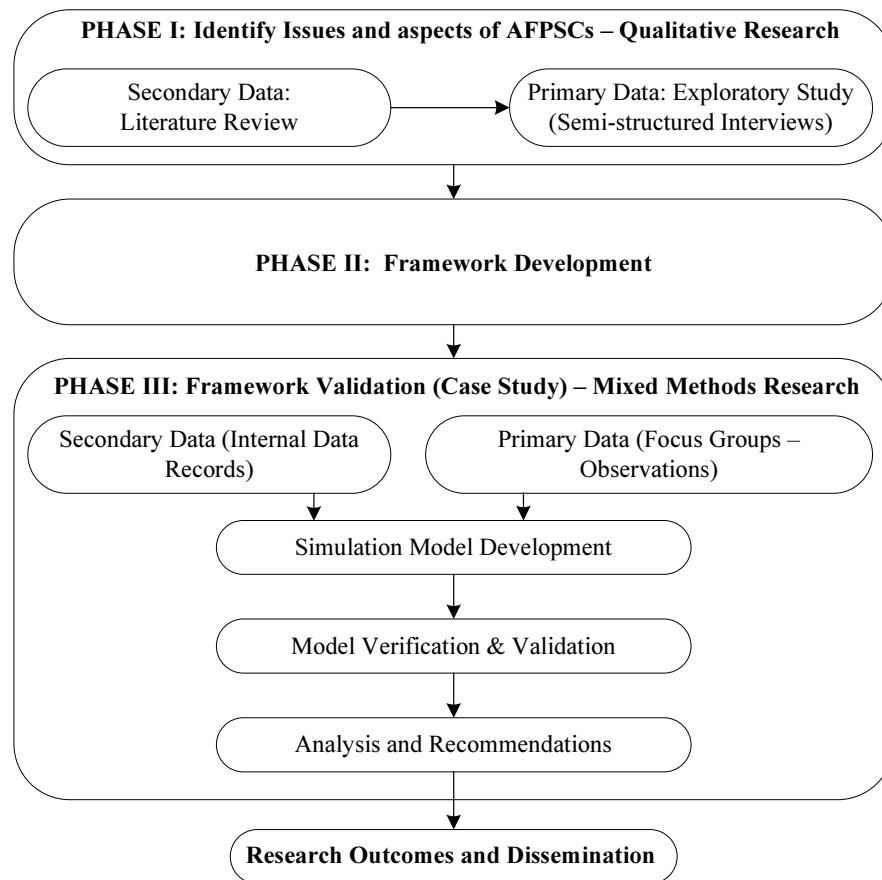 PHASE I: Identify Issues and aspects of AFPSCs – Qualitative Research
Secondary Data:
Literature Review
Primary Data: Exploratory Study
(Semi-structured Interviews)
PHASE II: Framework Development
PHASE III: Framework Validation (Case Study) – Mixed Methods Research
Secondary Data (Internal Data
Records)
Primary Data (Focus Groups –
Observations)
Simulation Model Development
Model Verification & Validation
Analysis and Recommendations
Research Outcomes and Dissemination